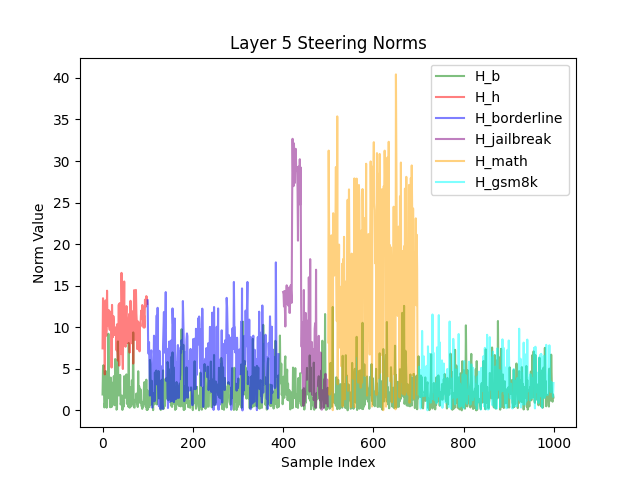 Layer 5 Steering Norms
Norm Value
40
35
30
25
20
15
10
5
0
H_b
H_h
H_borderline
H_jailbreak
H_math
H_gsm8k
0 200 400 600 800 1000
Sample Index